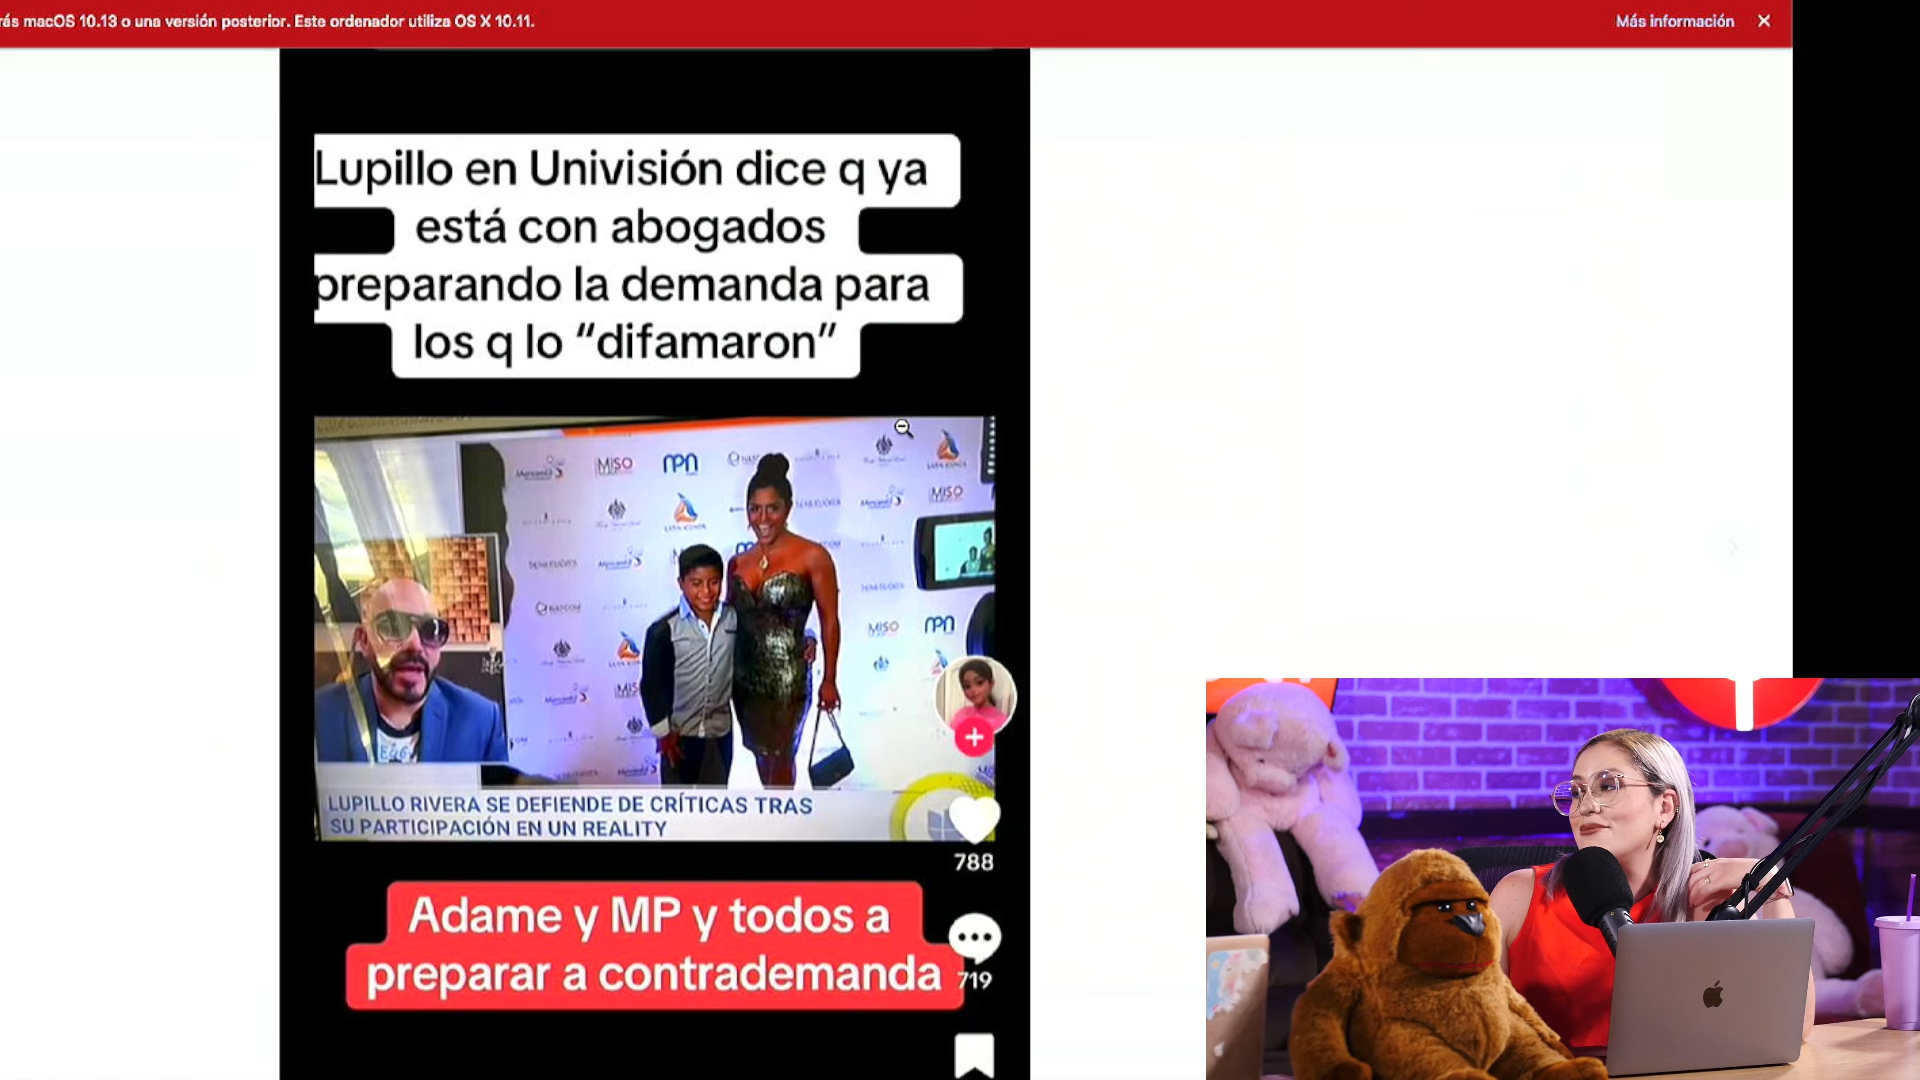 rás macOS 10.13 o una versión posterior. Este ordenador utiliza OS X 10.11.
Más información
Lupillo en Univisión dice q ya
está con abogados
preparando la demanda para
los q lo “difamaron”
MISO
MISO
MISO
LUPILLO RIVERA SE DEFIENDE DE CRÍTICAS TRAS
SU PARTICIPACIÓN EN UN REALITY
788
Adame y MP y todos a
preparar a contrademanda
719